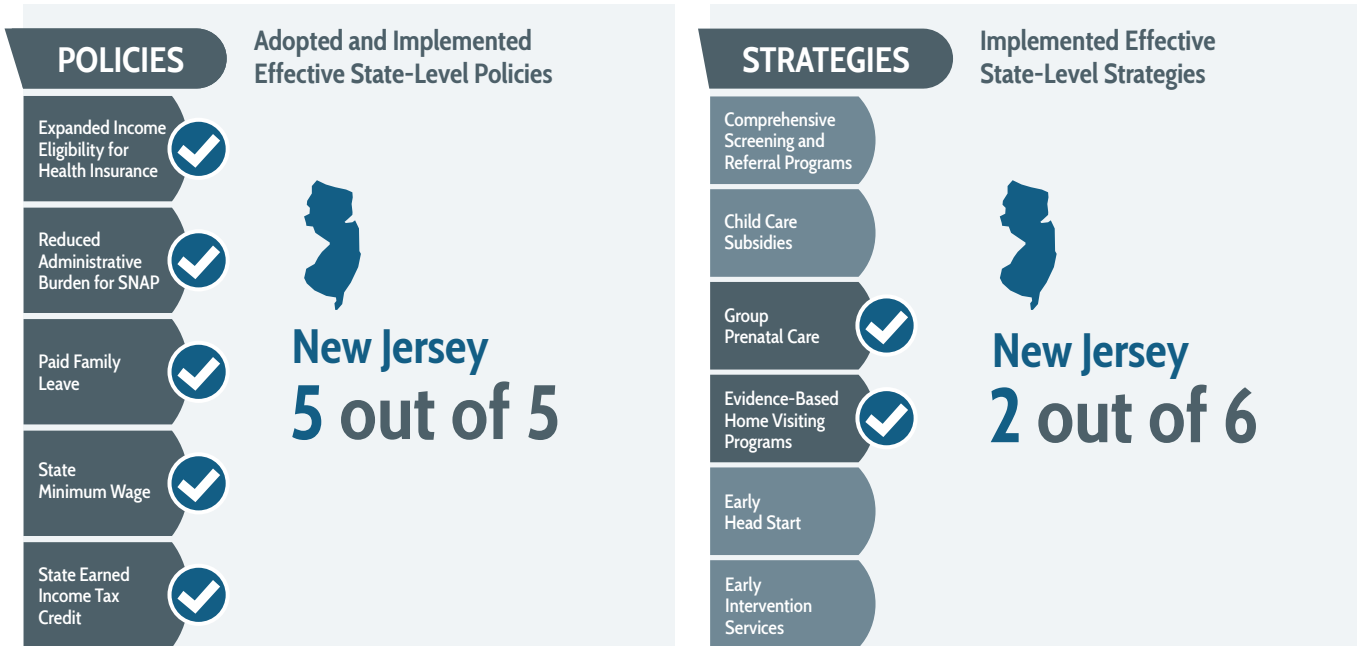 POLICIES
Adopted and Implemented
Effective State-Level Policies
Expanded Income
Eligibility for
Health Insurance
Reduced
Administrative
Burden for SNAP
Paid Family
Leave
State
Minimum Wage
State Earned
Income Tax
Credit
New Jersey
5 out of 5
STRATEGIES
Implemented Effective
State-Level Strategies
Comprehensive
Screening and
Referral Programs
Child Care
Subsidies
Group
Prenatal Care
Evidence-Based
Home Visiting
Programs
Early
Head Start
Early
Intervention
Services
New Jersey
2 out of 6